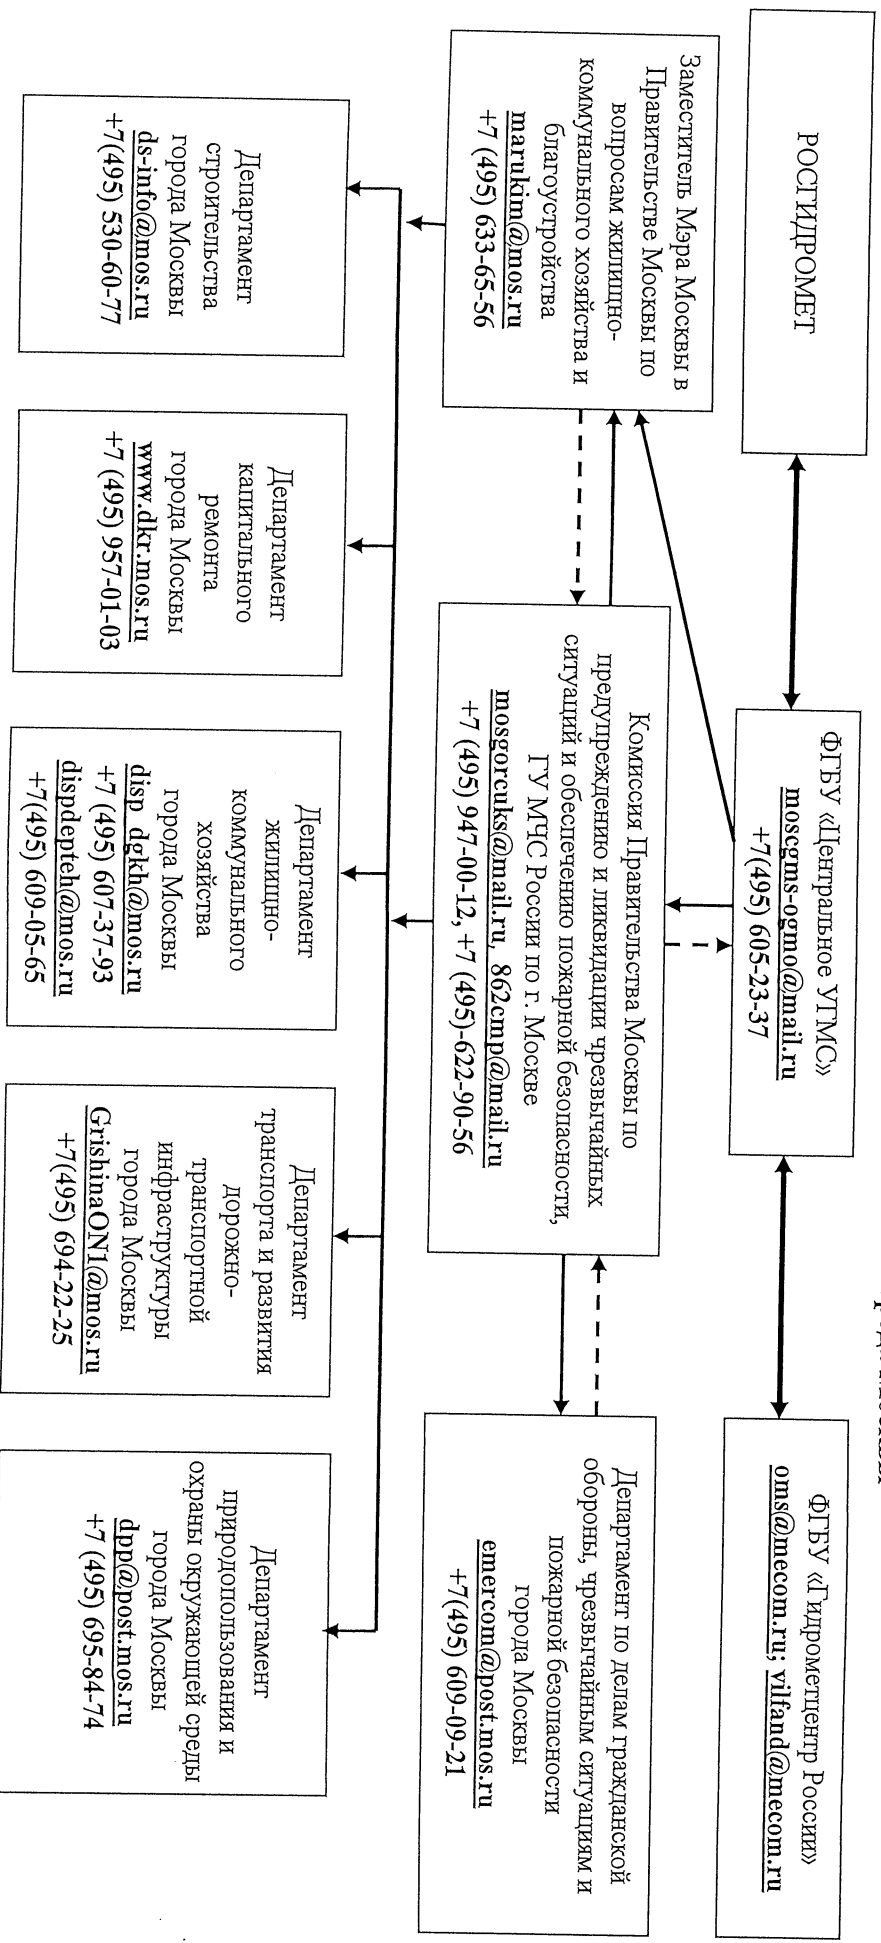 РОСГИДРОМЕТ
ФГБУ «Центральное УГМС»
moscgms-ogmo@mail.ru
+7(495) 605-23-37
ФГБУ «Гидрометцентр России»
oms@mecom.ru; vilfand@mecom.ru
Заместитель Мэра Москвы в
Правительстве Москвы по
вопросам жилищно-
коммунального хозяйства и
благоустройства
marukim@mos.ru
+7 (495) 633-65-56
Комиссия Правительства Москвы по
предупреждению и ликвидации чрезвычайных
ситуаций и обеспечению пожарной безопасности,
ГУ МЧС России по г. Москве
mosgorcuks@mail.ru, 862cmp@mail.ru
+7 (495) 947-00-12, +7 (495)-622-90-56
Департамент по делам гражданской
обороны, чрезвычайным ситуациям и
пожарной безопасности
города Москвы
emercom@post.mos.ru
+7(495) 609-09-21
Департамент
строительства
города Москвы
ds-info@mos.ru
+7(495) 530-60-77
Департамент
капитального
ремонта
города Москвы
www.dkr.mos.ru
+7 (495) 957-01-03
Департамент
жилищно-
коммунального
хозяйства
города Москвы
disp_dgkh@mos.ru
+7 (495) 607-37-93
dispdepteh@mos.ru
+7(495) 609-05-65
Департамент
транспорта и развития
дорожно-
транспортной
инфраструктуры
города Москвы
GrishinaON1@mos.ru
+7(495) 694-22-25
Департамент
природопользования и
охраны окружающей среды
города Москвы
dpp@post.mos.ru
+7 (495) 695-84-74